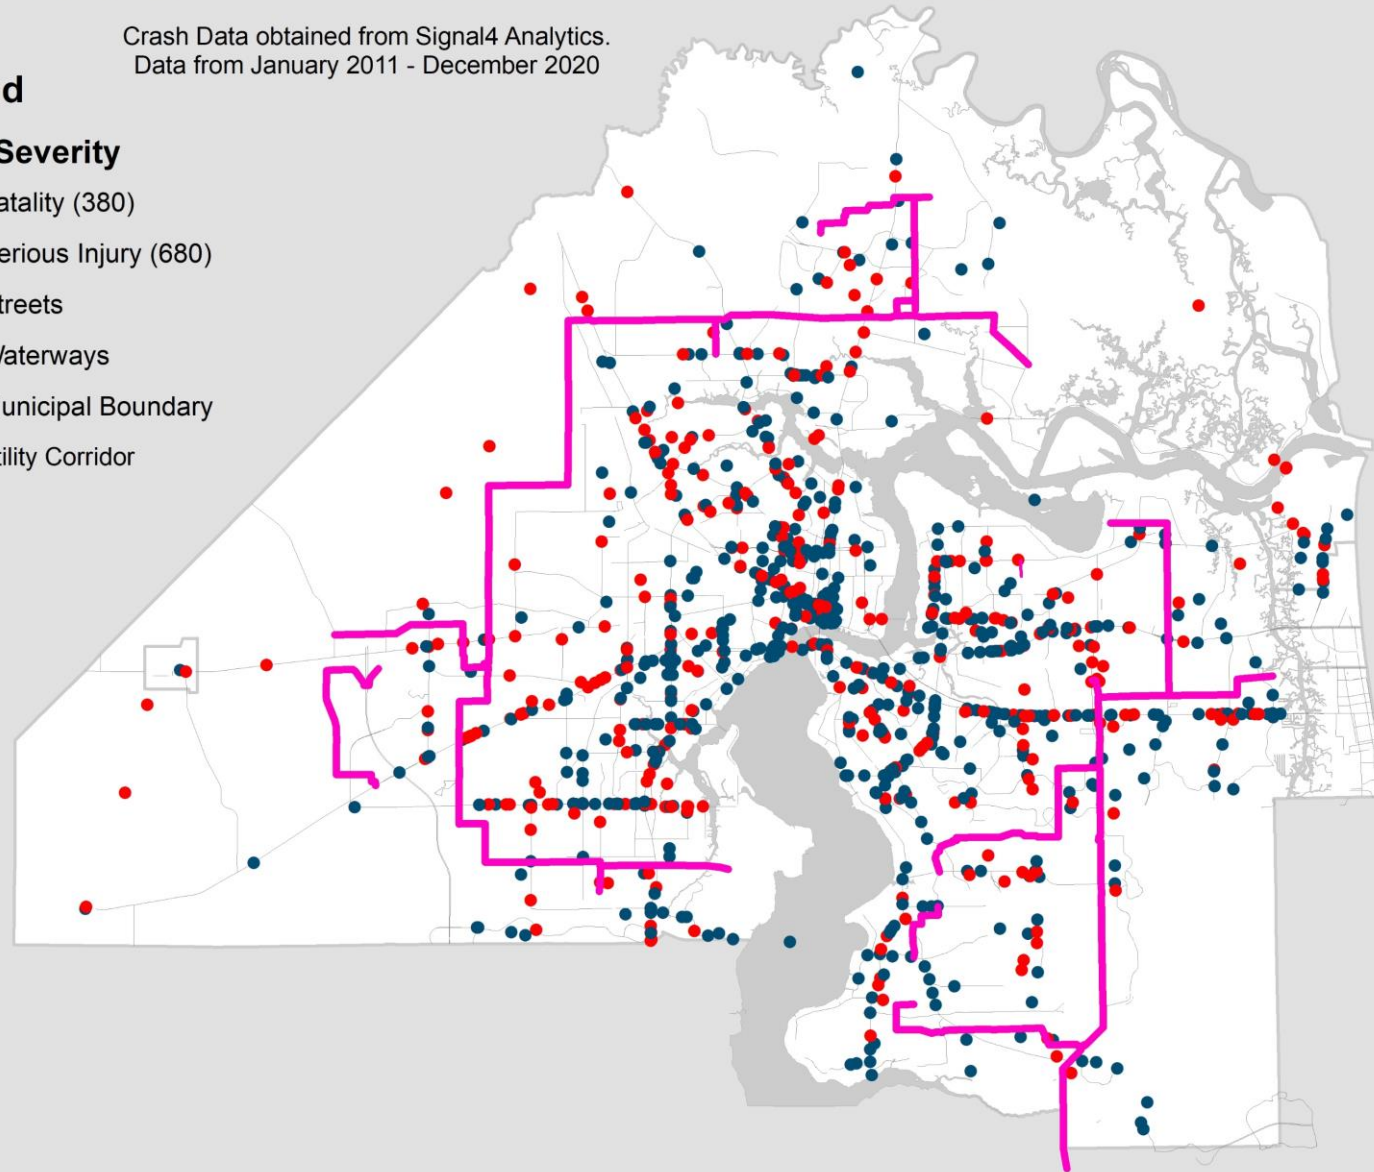 Crash Data obtained from Signal4 Analytics.
Data from January 2011 - December 2020
d
Severity
atality (380)
erious Injury (680)
treets
Vaterways
unicipal Boundary
tility Corridor